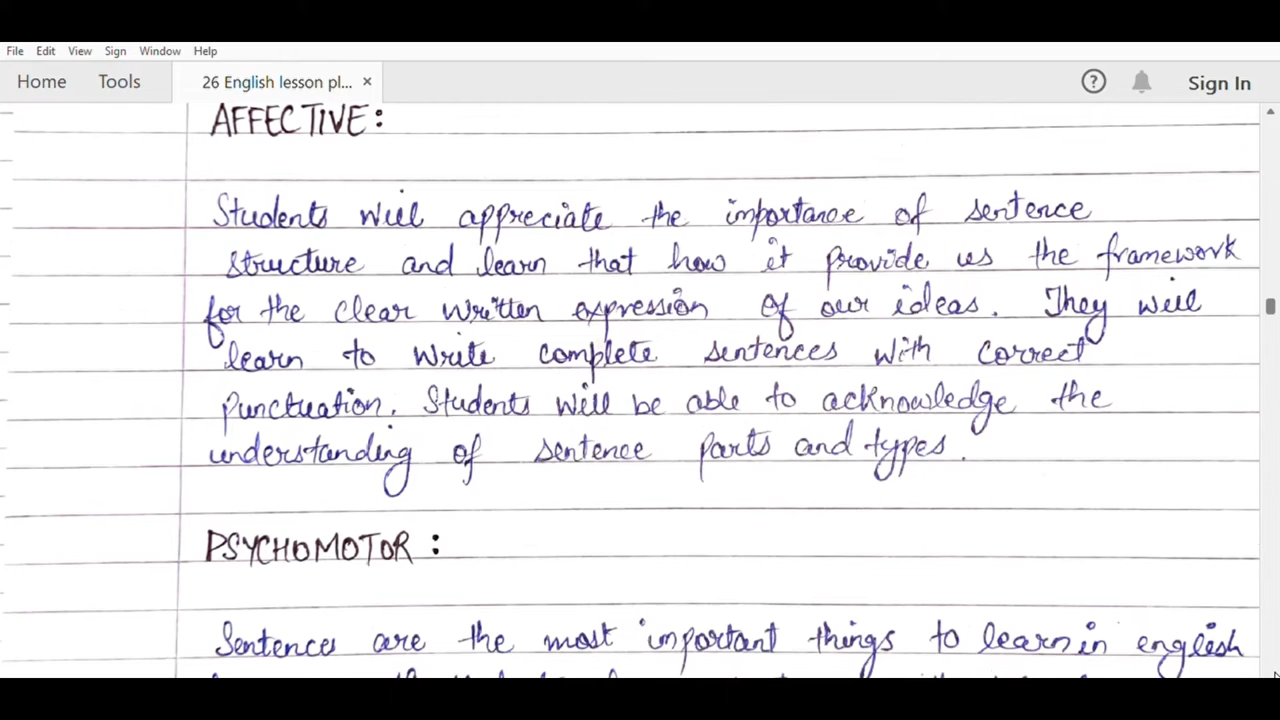 File Edit View Sign Window Help
Home Tools 26 English lesson pl... × ? Sign In
AFFECTIVE:
Students will appreciate the importance of sentence
structure and learn that how it provide us the framework
for the clear written expression of our ideas. They will
learn to write complete sentences with correct
punctuation. Students will be able to acknowledge the
understanding of sentence parts and types.
PSYCHOMOTOR:
Sentences are the most important things to learn in english